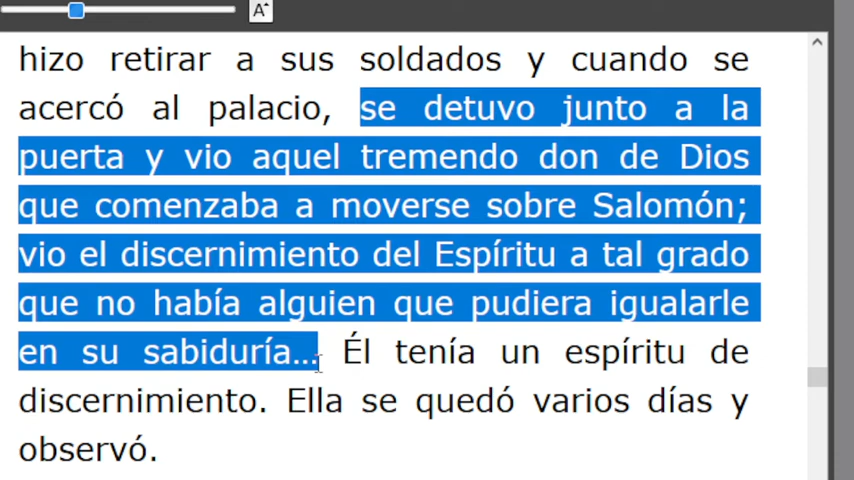 A
hizo retirar a sus soldados y cuando se
acercó al palacio, se detuvo junto a la
puerta y vio aquel tremendo don de Dios
que comenzaba a moverse sobre Salomón;
vio el discernimiento del Espíritu a tal grado
que no había alguien que pudiera igualarle
en su sabiduría... Él tenía un espíritu de
discernimiento. Ella se quedó varios días y
observó.